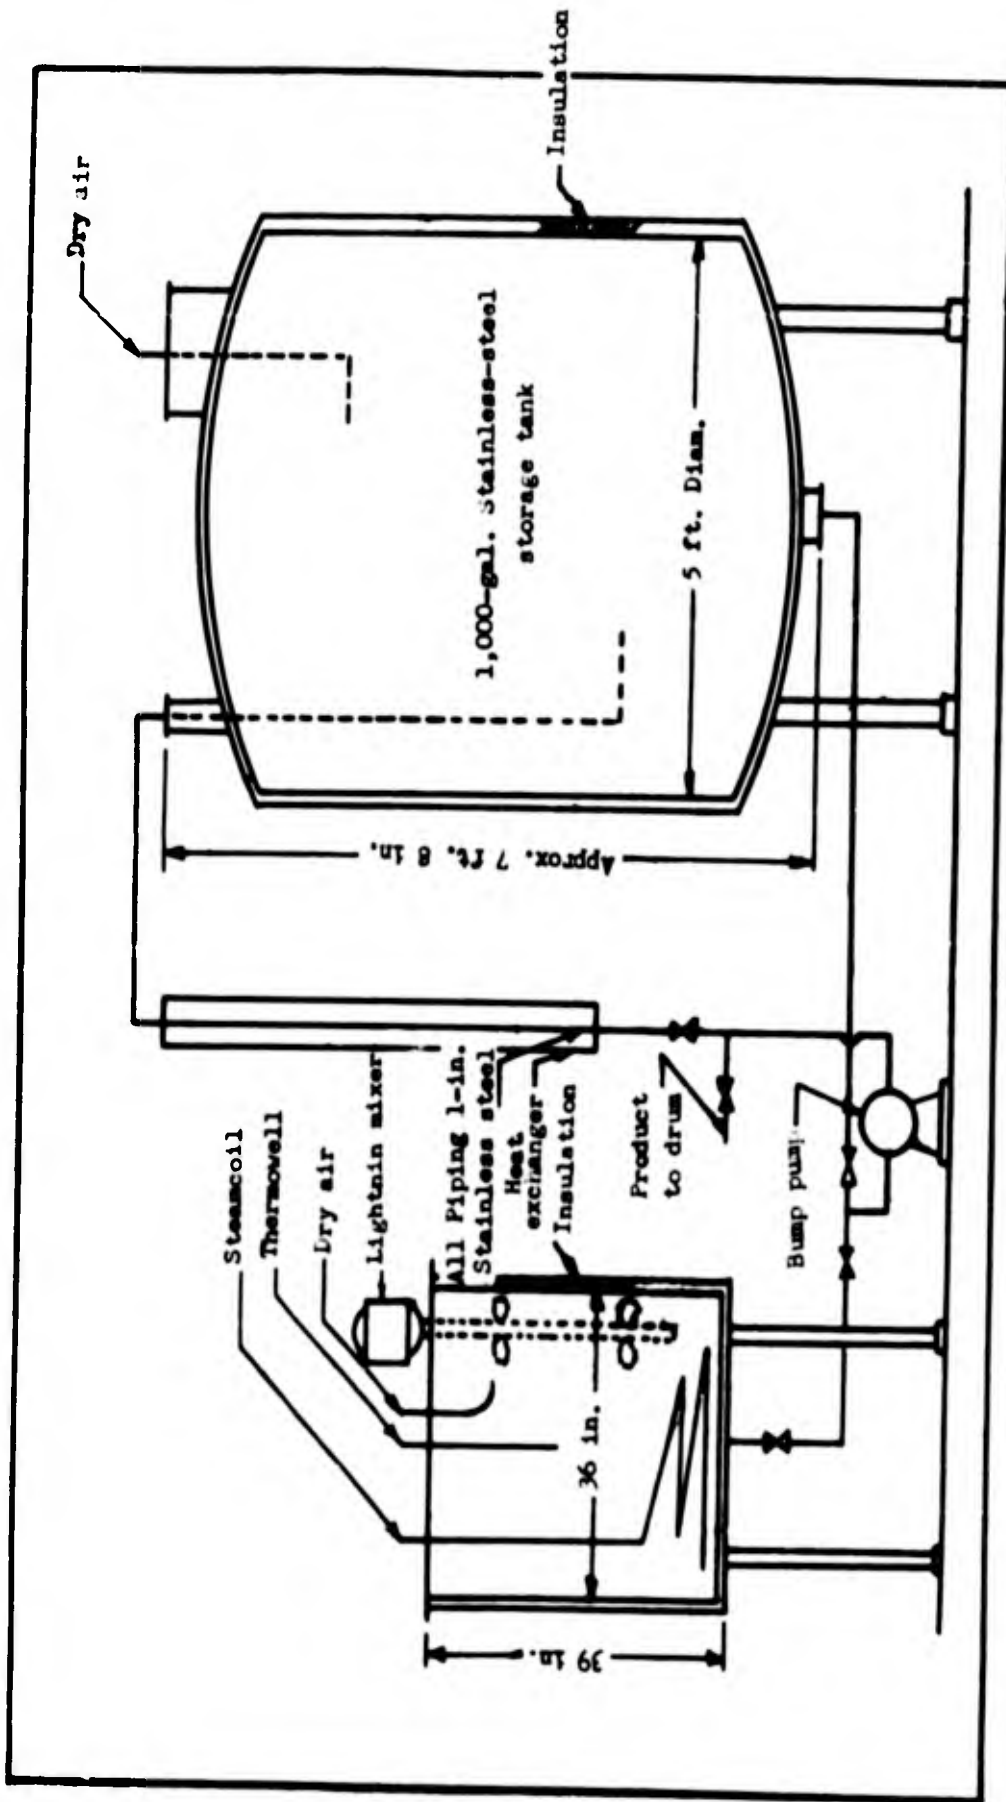 Steamcoil
Thermowell
Dry air
Lightnin mixer
All Piping 1-in.
Stainless steel
Heat
exchanger
Insulation
Product
to drum
Bump pump
36 in.
39 in.
Approx. 7 ft. 8 in.
1,000-gal. Stainless-steel
storage tank
5 ft. Diam.
Dry air
Insulation